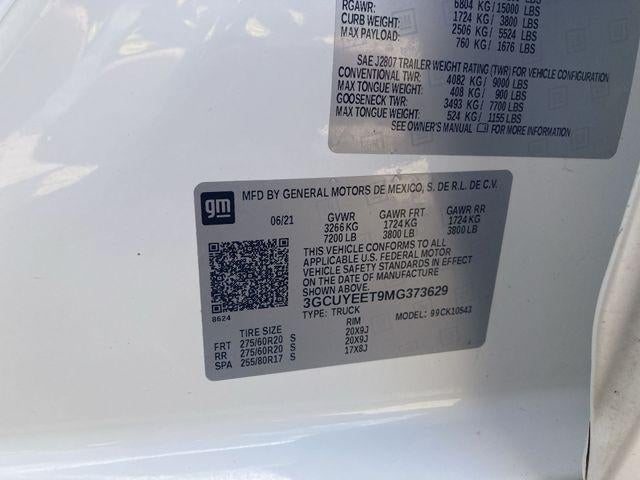 6804 KG / 15000 LBS
RGAWR: 1724 KG / 3800 LBS
CURB WEIGHT: 2506 KG / 5524 LBS
MAX PAYLOAD: 760 KG / 1676 LBS
SAE J2807 TRAILER WEIGHT RATING (TWR) FOR VEHICLE CONFIGURATION
CONVENTIONAL TWR: 4082 KG / 9000 LBS
MAX TONGUE WEIGHT: 408 KG / 900 LBS
GOOSENECK TWR: 3493 KG / 7700 LBS
MAX TONGUE WEIGHT: 524 KG / 1155 LBS
SEE OWNER'S MANUAL FOR MORE INFORMATION
gm MFD BY GENERAL MOTORS DE MEXICO, S. DE R.L. DE C.V.
06/21 GVWR GAWR FRT GAWR RR
3266 KG 1724 KG 1724 KG
7200 LB 3800 LB 3800 LB
THIS VEHICLE CONFORMS TO ALL
APPLICABLE U.S. FEDERAL MOTOR
VEHICLE SAFETY STANDARDS IN EFFECT
ON THE DATE OF MANUFACTURE
SHOWN ABOVE.
3GCUYEET9MG373629
8624 TYPE: TRUCK MODEL: 99CK10543
TIRE SIZE RIM
FRT 275/60R20 S 20X9J
RR 275/60R20 S 20X9J
SPA 255/80R17 S 17X8J